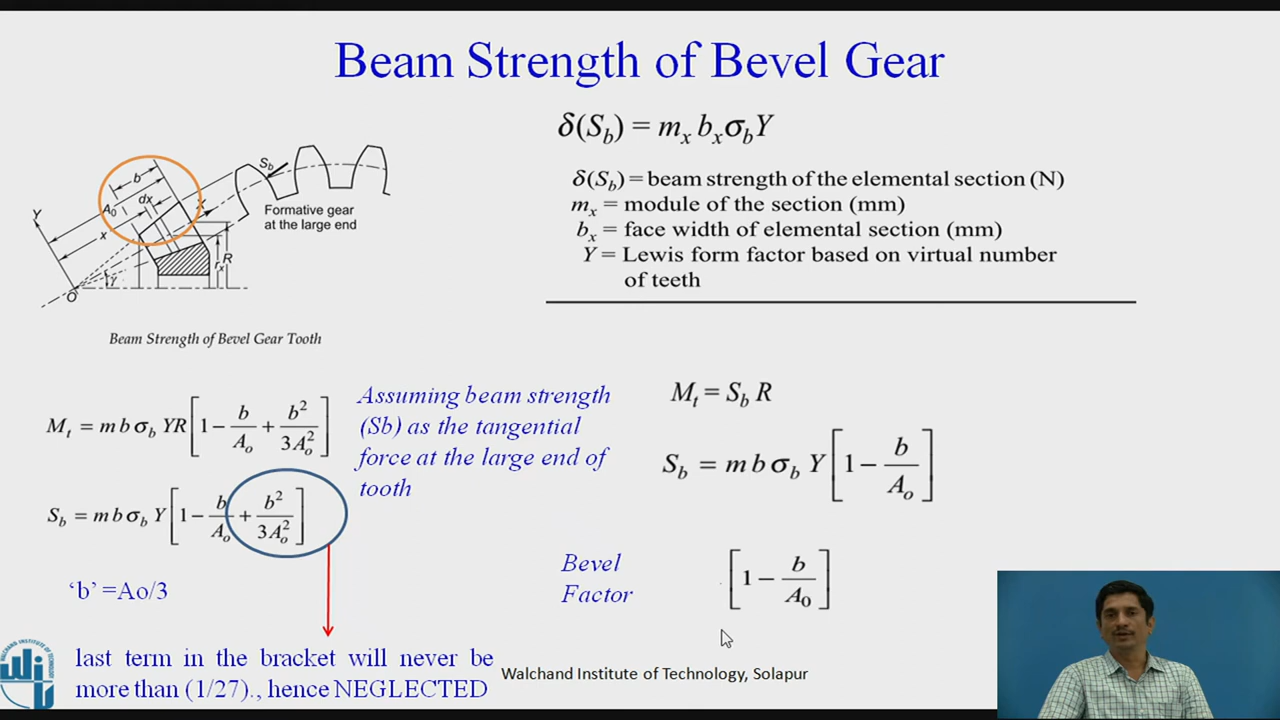 Beam Strength of Bevel Gear
δ(S_b) = m_x b_x σ_b Y
δ(S_b) = beam strength of the elemental section (N)
m_x = module of the section (mm)
b_x = face width of elemental section (mm)
Y = Lewis form factor based on virtual number
of teeth
S_b
b
dx
A_0
Y
X
x
r_x
R
γ
O
Formative gear
at the large end
Beam Strength of Bevel Gear Tooth
M_t = m b σ_b YR [1 − b/A_o + b²/3A_o²]
S_b = m b σ_b Y [1 − b/A_o + b²/3A_o²]
'b' =Ao/3
last term in the bracket will never be
more than (1/27)., hence NEGLECTED
Assuming beam strength
(Sb) as the tangential
force at the large end of
tooth
M_t = S_b R
S_b = m b σ_b Y [1 − b/A_o]
Bevel
Factor
[1 − b/A_0]
Walchand Institute of Technology, Solapur